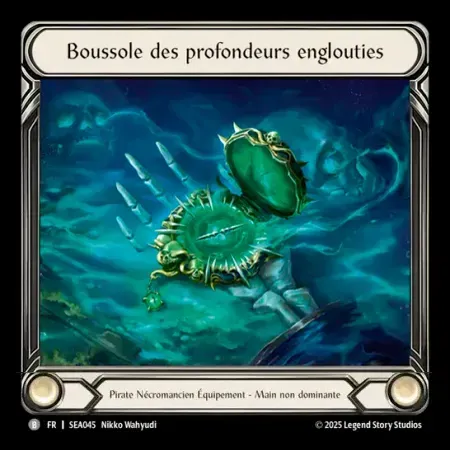 Boussole des profondeurs englouties
Pirate Nécromancien Équipement - Main non dominante
B FR | SEA045 Nikko Wahyudi © 2025 Legend Story Studios